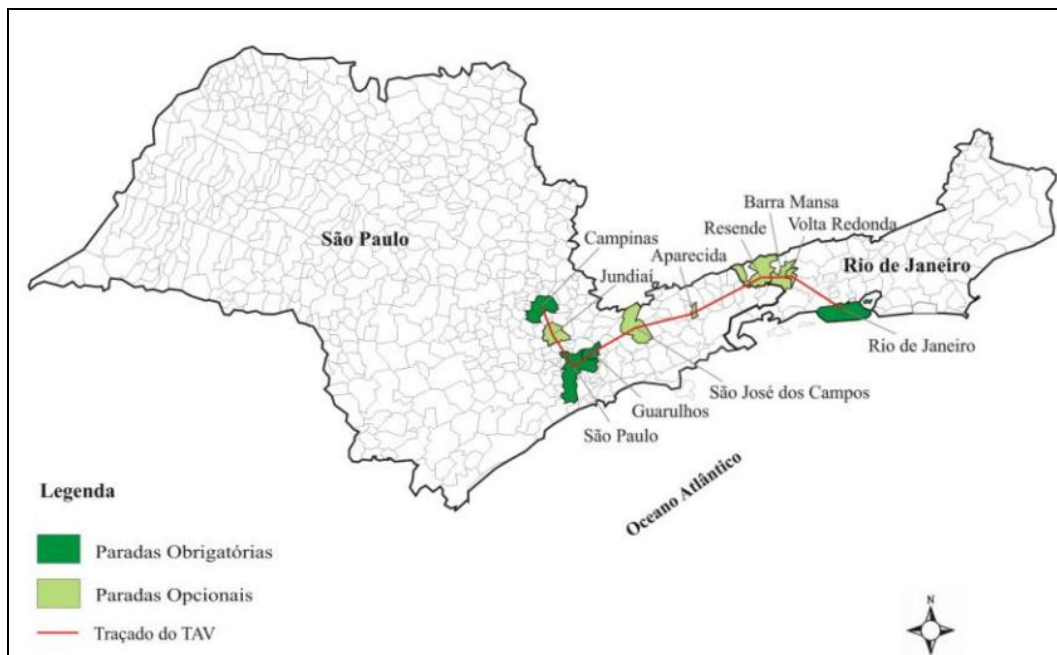 Barra Mansa
Resende
Volta Redonda
São Paulo
Campinas
Aparecida
Jundiaí
Rio de Janeiro
Rio de Janeiro
São José dos Campos
Guarulhos
São Paulo
Oceano Atlântico
Legenda
Paradas Obrigatórias
Paradas Opcionais
Traçado do TAV
N